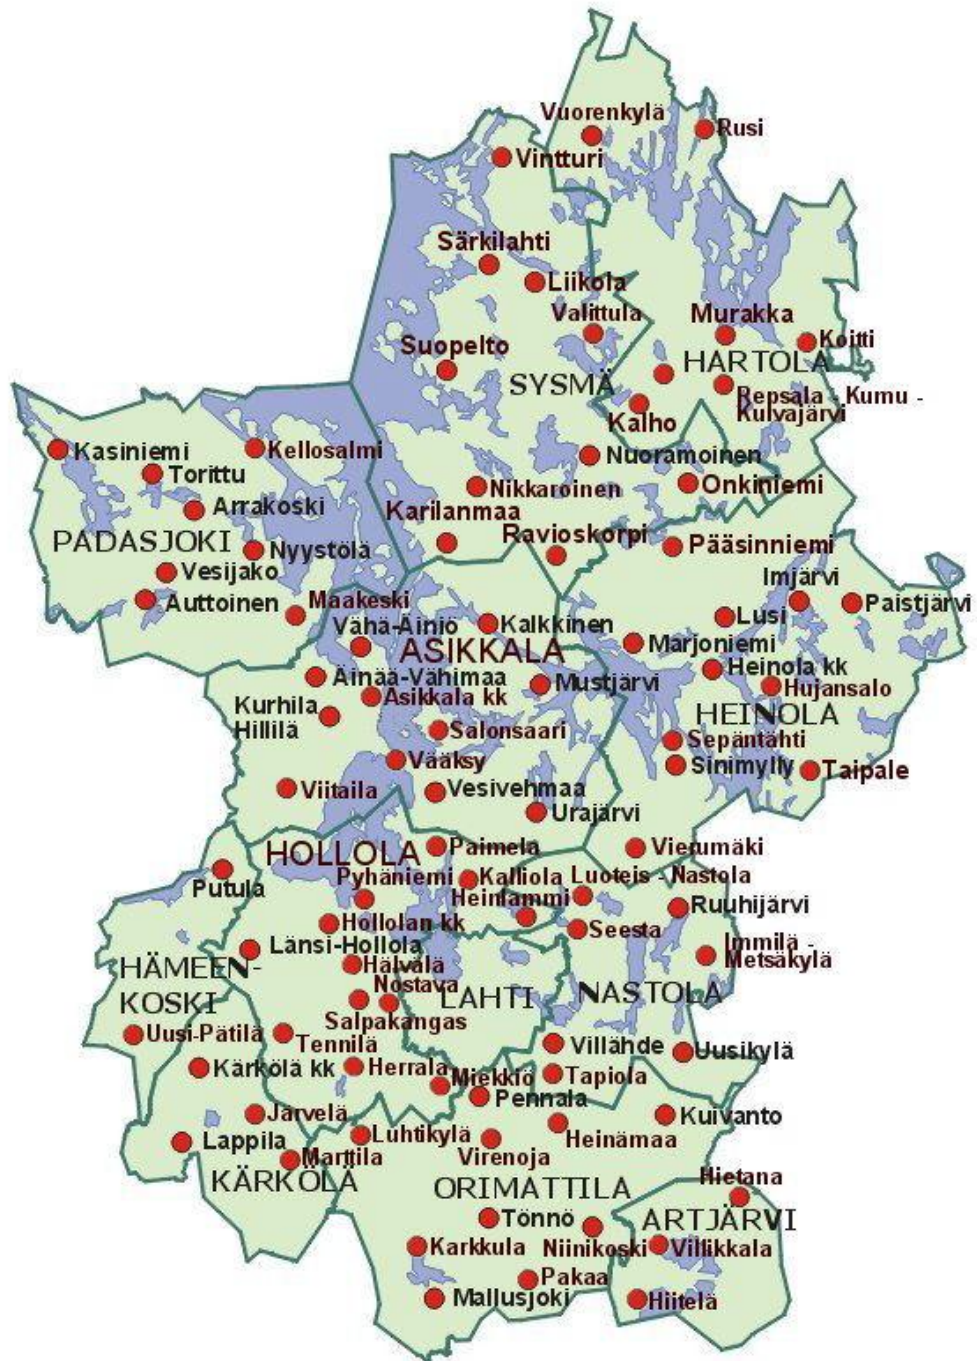 Vuorenkylä
Rusi
Vintturi
Särkilahti
Liikola
Valittula
Murakka
Koitti
Suopelto
HARTOLA
SYSMÄ
Repsala - Kumu -
Kulvajärvi
Kalho
Kasiniemi
Kellosalmi
Nuoramoinen
Torittu
Nikkaroinen
Onkiniemi
Arrakoski
Karilanmaa
Ravioskorpi
PADASJOKI
Nyystölä
Pääsinniemi
Vesijako
Imjärvi
Auttoinen
Maakeski
Paistjärvi
Vähä-Äiniö
Kalkkinen
Lusi
ASIKKALA
Marjoniemi
Äinää-Vähimaa
Mustjärvi
Heinola kk
Asikkala kk
Hujansalo
Kurhila
Hillilä
HEINOLA
Salonsaari
Sepäntähti
Vääksy
Sinimylly
Taipale
Viitaila
Vesivehmaa
Urajärvi
HOLLOLA
Paimela
Vierumäki
Putula
Pyhäniemi
Kalliola
Luoteis - Nastola
Heinlammi
Ruuhijärvi
Hollolan kk
Seesta
Länsi-Hollola
Immilä -
Metsäkylä
HÄMEEN-
KOSKI
Hälvälä
Nostava
LAHTI
NASTOLA
Salpakangas
Uusi-Pätilä
Tennilä
Villähde
Uusikylä
Kärkölä kk
Herrala
Miekkiö
Tapiola
Pennala
Järvelä
Kuivanto
Lappila
Luhtikylä
Heinämaa
Marttila
Virenoja
KÄRKÖLÄ
ORIMATTILA
Hietana
Tönnö
ARTJÄRVI
Karkkula
Niinikoski
Villikkala
Pakaa
Mallusjoki
Hiitelä